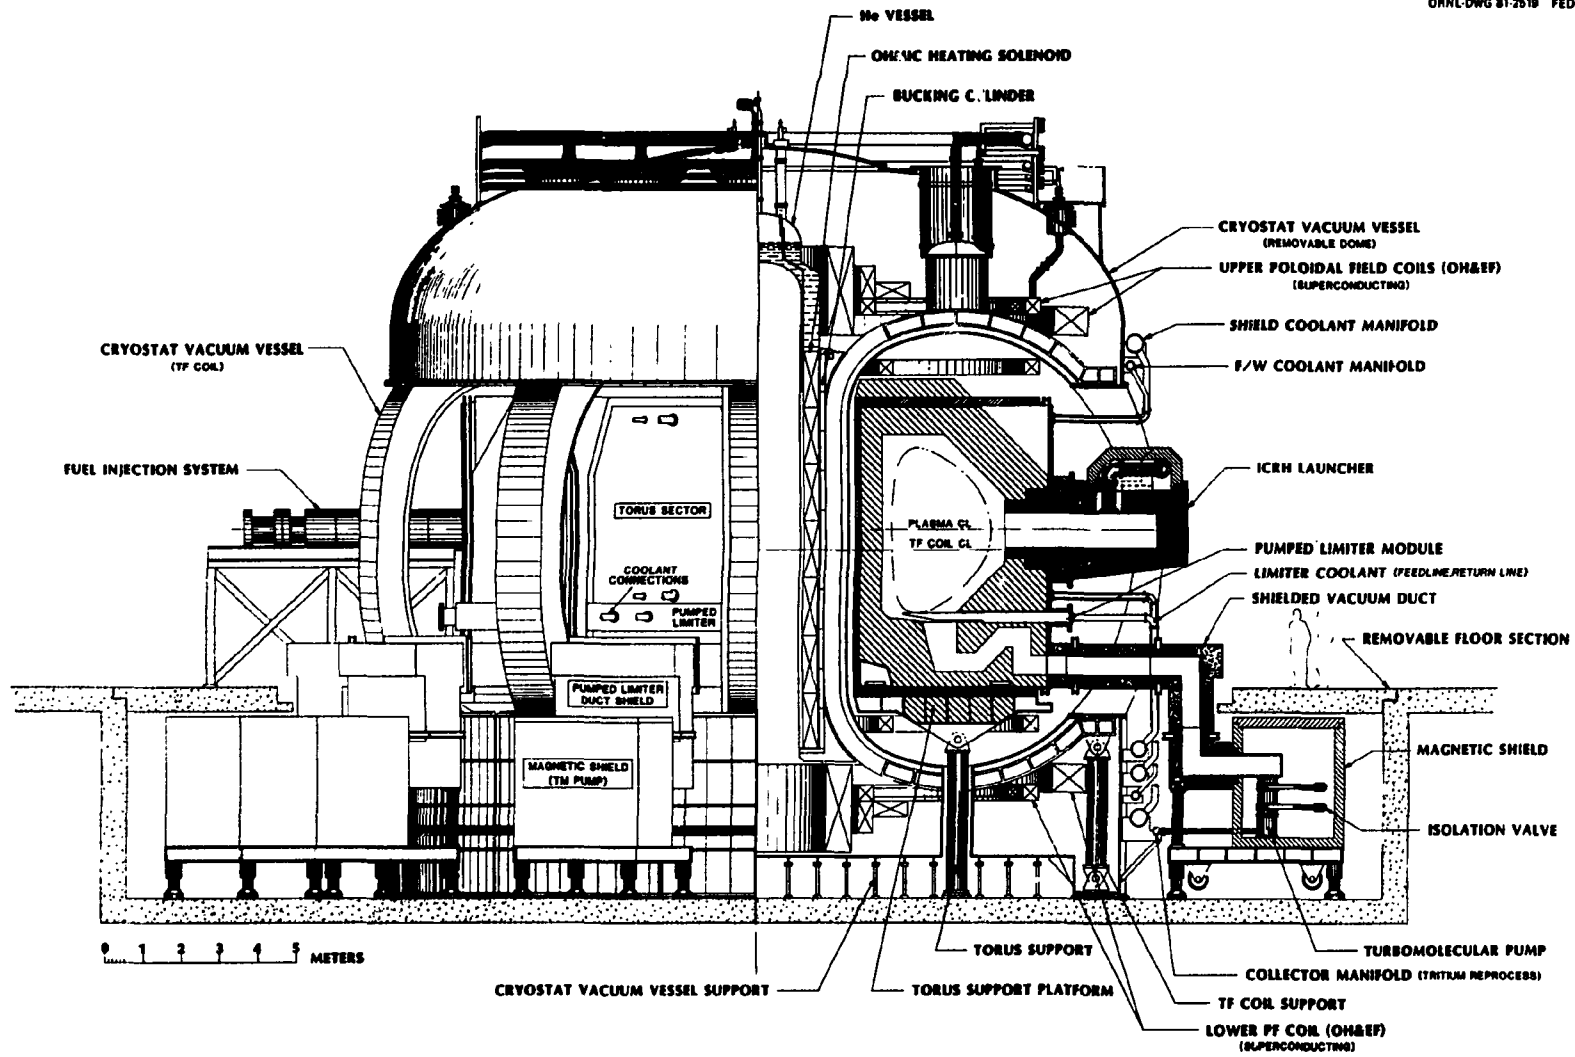 ORNL-DWG 81-2519 FED
He VESSEL
OHMIC HEATING SOLENOID
BUCKING C. LINDER
CRYOSTAT VACUUM VESSEL
(REMOVABLE DOME)
UPPER POLOIDAL FIELD COILS (OH&EF)
(SUPERCONDUCTING)
SHIELD COOLANT MANIFOLD
F/W COOLANT MANIFOLD
CRYOSTAT VACUUM VESSEL
(TF COIL)
FUEL INJECTION SYSTEM
ICRH LAUNCHER
TORUS SECTOR
PLASMA CL
TF COIL CL
COOLANT
CONNECTIONS
PUMPED
LIMITER
PUMPED LIMITER MODULE
LIMITER COOLANT (FEEDLINE/RETURN LINE)
SHIELDED VACUUM DUCT
REMOVABLE FLOOR SECTION
PUMPED LIMITER
DUCT SHIELD
MAGNETIC SHIELD
(TM PUMP)
MAGNETIC SHIELD
ISOLATION VALVE
0 1 2 3 4 5 METERS
TORUS SUPPORT
TURBOMOLECULAR PUMP
COLLECTOR MANIFOLD (TRITIUM REPROCESS)
CRYOSTAT VACUUM VESSEL SUPPORT
TORUS SUPPORT PLATFORM
TF COIL SUPPORT
LOWER PF COIL (OH&EF)
(SUPERCONDUCTING)